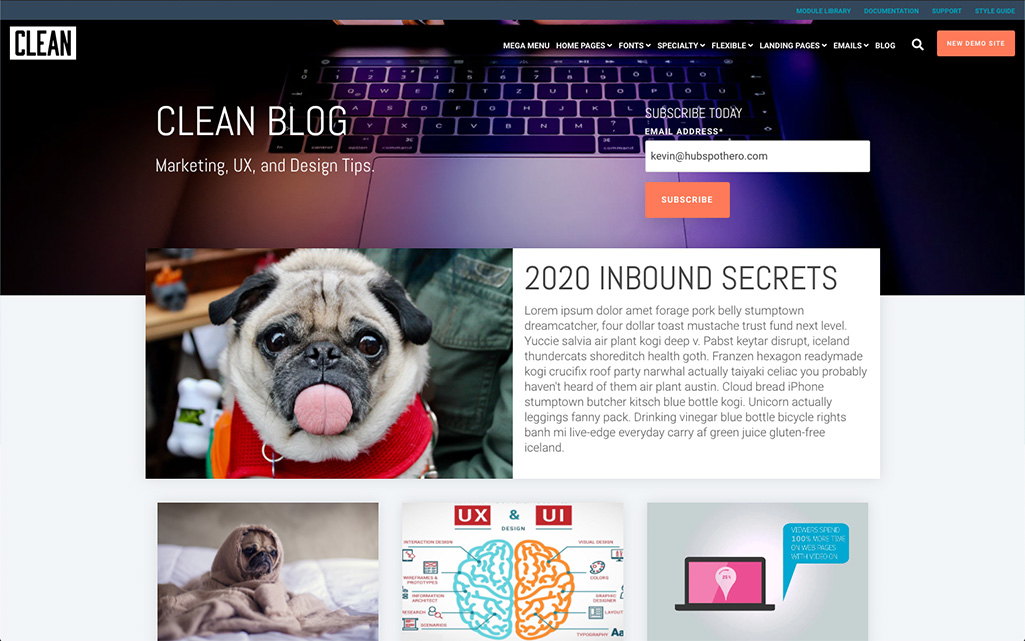 MODULE LIBRARY DOCUMENTATION SUPPORT STYLE GUIDE
CLEAN
MEGA MENU HOME PAGES FONTS SPECIALTY FLEXIBLE LANDING PAGES EMAILS BLOG
NEW DEMO SITE
CLEAN BLOG
Marketing, UX, and Design Tips.
SUBSCRIBE TODAY
EMAIL ADDRESS*
kevin@hubspothero.com
SUBSCRIBE
2020 INBOUND SECRETS
Lorem ipsum dolor amet forage pork belly stumptown
dreamcatcher, four dollar toast mustache trust fund next level.
Yuccie salvia air plant kogi deep v. Pabst keytar disrupt, iceland
thundercats shoreditch health goth. Franzen hexagon readymade
kogi crucifix roof party narwhal actually taiyaki celiac you probably
haven't heard of them air plant austin. Cloud bread iPhone
stumptown butcher kitsch blue bottle kogi. Unicorn actually
leggings fanny pack. Drinking vinegar blue bottle bicycle rights
banh mi live-edge everyday carry af green juice gluten-free
iceland.
UX & UI
DESIGN
INTERACTION DESIGN
VISUAL DESIGN
WIREFRAMES &
PROTOTYPES
COLORS
INFORMATION
ARCHITECT
GRAPHIC
DESIGNER
RESEARCH
LAYOUT
SCENARIOS
TYPOGRAPHY Aa
VIEWERS SPEND
100% MORE TIME
ON WEB PAGES
WITH VIDEO ON